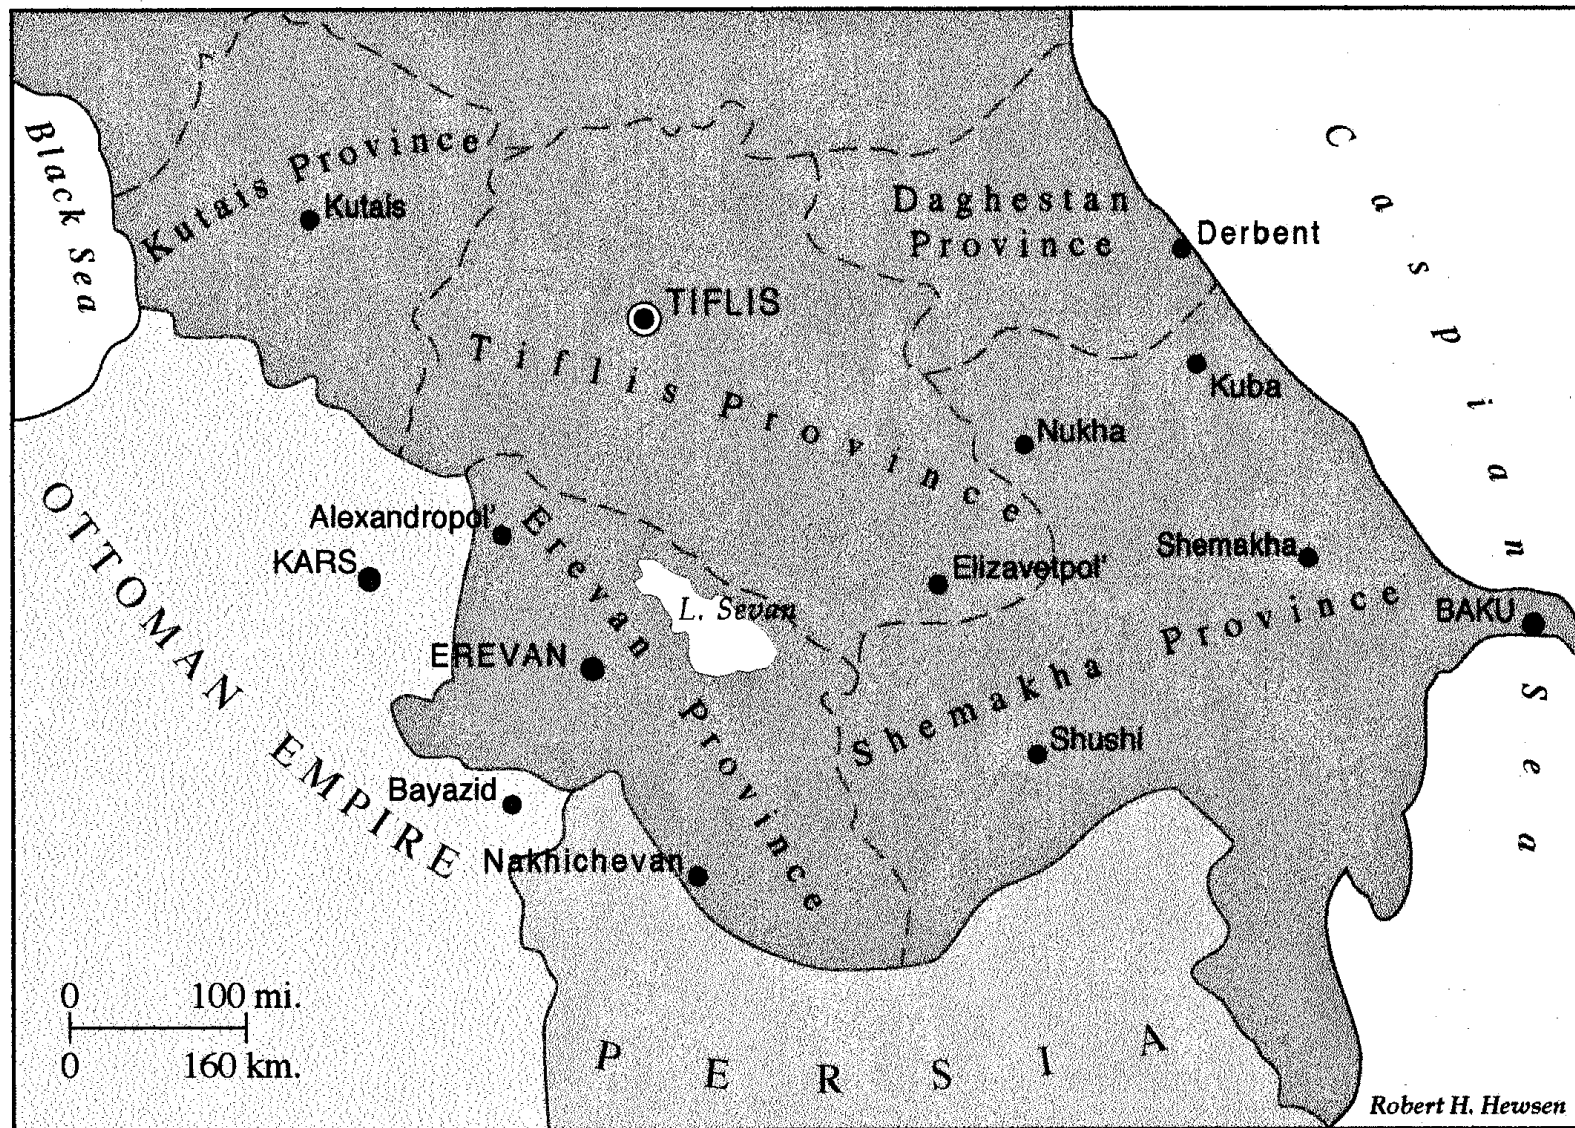 Black Sea
Kutais Province
Kutais
Daghestan
Province
Derbent
Caspian Sea
TIFLIS
Tiflis Province
Kuba
Nukha
OTTOMAN EMPIRE
Alexandropol'
KARS
Erevan Province
L. Sevan
Elizavetpol'
Shemakha
BAKU
EREVAN
Shemakha Province
Shushi
Bayazid
Nakhichevan
0 100 mi.
0 160 km.
PERSIA
Robert H. Hewsen